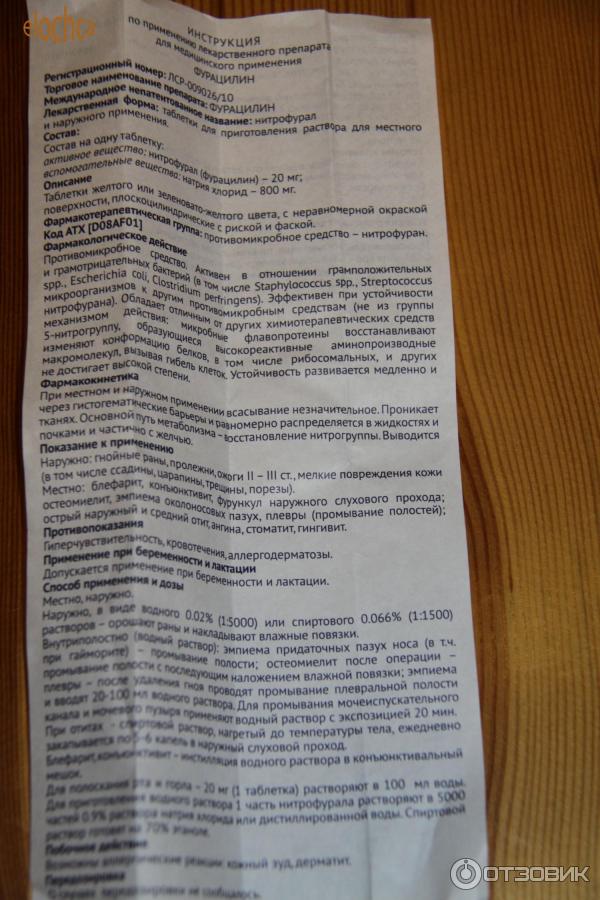 elochca
ИНСТРУКЦИЯ
по применению лекарственного препарата
для медицинского применения
ФУРАЦИЛИН
Регистрационный номер: ЛСР-009026/10
Торговое наименование препарата: ФУРАЦИЛИН
Международное непатентованное название: нитрофурал
Лекарственная форма: таблетки для приготовления раствора для местного
и наружного применения.
Состав:
Состав на одну таблетку:
активное вещество: нитрофурал (фурацилин) – 20 мг;
вспомогательные вещества: натрия хлорид – 800 мг.
Описание
Таблетки желтого или зеленовато-желтого цвета, с неравномерной окраской
поверхности, плоскоцилиндрические с риской и фаской.
Фармакотерапевтическая группа: противомикробное средство – нитрофуран.
Код АТХ [D08AF01]
Фармакологическое действие
Противомикробное средство. Активен в отношении грамположительных
и грамотрицательных бактерий (в том числе Staphylococcus spp., Streptococcus
spp., Escherichia coli, Clostridium perfringens). Эффективен при устойчивости
микроорганизмов к другим противомикробным средствам (не из группы
нитрофурана). Обладает отличным от других химиотерапевтических средств
механизмом действия: микробные флавопротеины восстанавливают
5-нитрогруппу, образующиеся высокореактивные аминопроизводные
изменяют конформацию белков, в том числе рибосомальных, и других
макромолекул, вызывая гибель клеток. Устойчивость развивается медленно и
не достигает высокой степени.
Фармакокинетика
При местном и наружном применении всасывание незначительное. Проникает
через гистогематические барьеры и равномерно распределяется в жидкостях и
тканях. Основной путь метаболизма – восстановление нитрогруппы. Выводится
почками и частично с желчью.
Показание к применению
Наружно: гнойные раны, пролежни, ожоги II – III ст., мелкие повреждения кожи
(в том числе ссадины, царапины, трещины, порезы).
Местно: блефарит, конъюнктивит, фурункул наружного слухового прохода;
остеомиелит, эмпиема околоносовых пазух, плевры (промывание полостей);
острый наружный и средний отит, ангина, стоматит, гингивит.
Противопоказания
Гиперчувствительность, кровотечения, аллергодерматозы.
Применение при беременности и лактации
Допускается применение при беременности и лактации.
Способ применения и дозы
Местно, наружно.
Наружно, в виде водного 0.02% (1:5000) или спиртового 0.066% (1:1500)
растворов – орошают раны и накладывают влажные повязки.
Внутриполостно (водный раствор): эмпиема придаточных пазух носа (в т.ч.
при гайморите) – промывание полости; остеомиелит после операции –
промывание полости с последующим наложением влажной повязки; эмпиема
плевры – после удаления гноя проводят промывание плевральной полости
и вводят 20-100 мл водного раствора. Для промывания мочеиспускательного
канала и мочевого пузыря применяют водный раствор с экспозицией 20 мин.
При отитах - спиртовой раствор, нагретый до температуры тела, ежедневно
закапывается по 5-6 капель в наружный слуховой проход.
Блефарит, конъюнктивит – инстилляция водного раствора в конъюнктивальный
мешок.
Для полоскания рта и горла – 20 мг (1 таблетка) растворяют в 100 мл воды.
Для приготовления водного раствора 1 часть нитрофурала растворяют в 5000
частей 0.9% раствора натрия хлорида или дистиллированной воды. Спиртовой
раствор готовят на 70% этаноле.
Побочное действие
Возможны аллергические реакции: кожный зуд, дерматит.
Передозировка
О случаях передозировки не сообщалось.
ОТЗОВИК